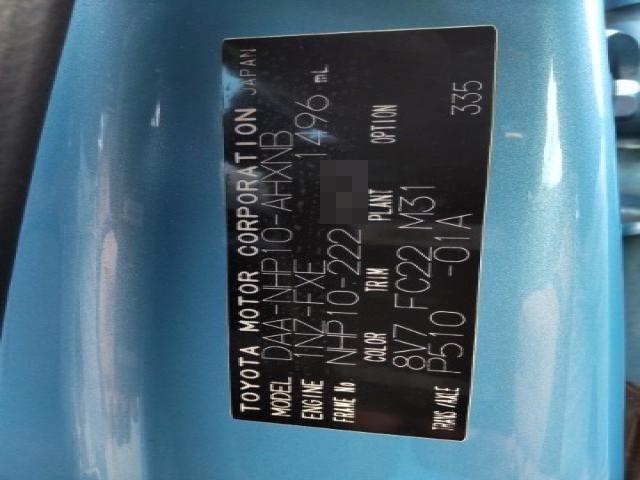 TOYOTA MOTOR CORPORATION JAPAN
MODEL DAA-NHP10-AHXNB
ENGINE 1NZ-FXE 1496 mL
FRAME No NHP10-222
COLOR TRIM PLANT OPTION
8V7 FC22 M31
TRANS/AXLE P510 -01A 335